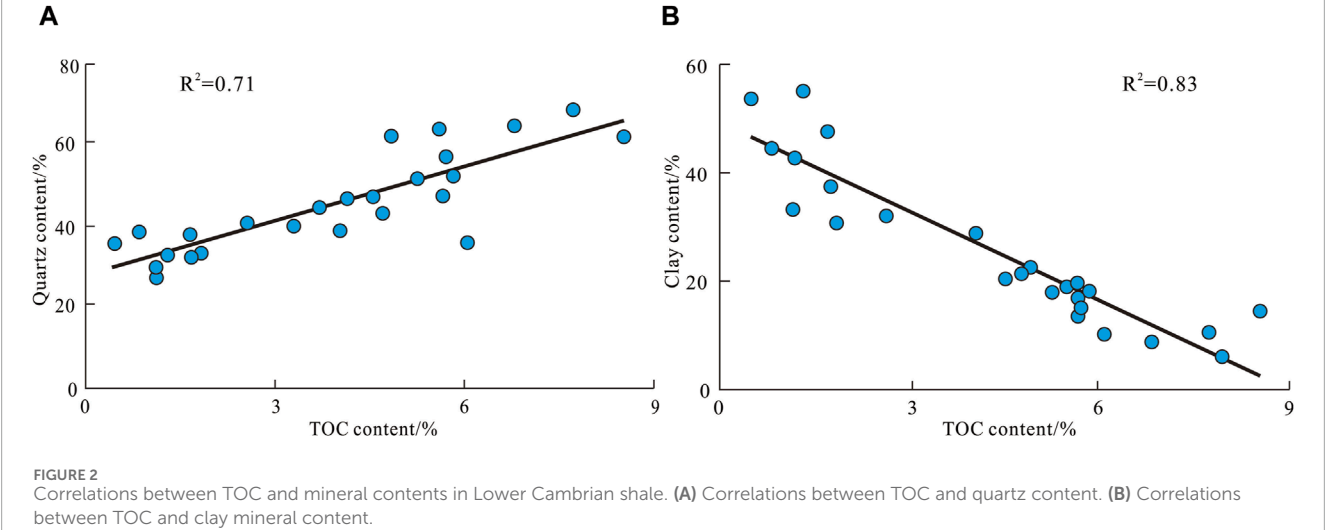 A
R²=0.71
Quartz content/%
80
60
40
20
0
0 3 6 9
TOC content/%
B
R²=0.83
Clay content/%
60
40
20
0
0 3 6 9
TOC content/%
FIGURE 2
Correlations between TOC and mineral contents in Lower Cambrian shale. (A) Correlations between TOC and quartz content. (B) Correlations
between TOC and clay mineral content.